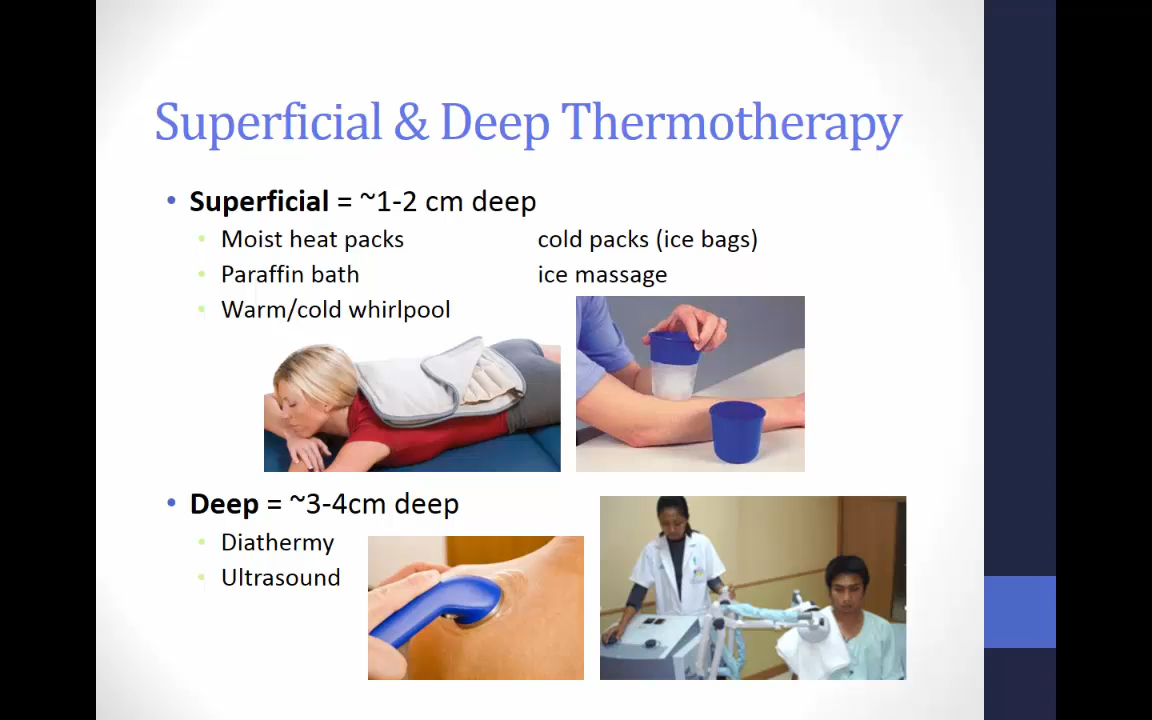 Superficial & Deep Thermotherapy
• Superficial = ~1-2 cm deep
• Moist heat packs cold packs (ice bags)
• Paraffin bath ice massage
• Warm/cold whirlpool
• Deep = ~3-4cm deep
• Diathermy
• Ultrasound